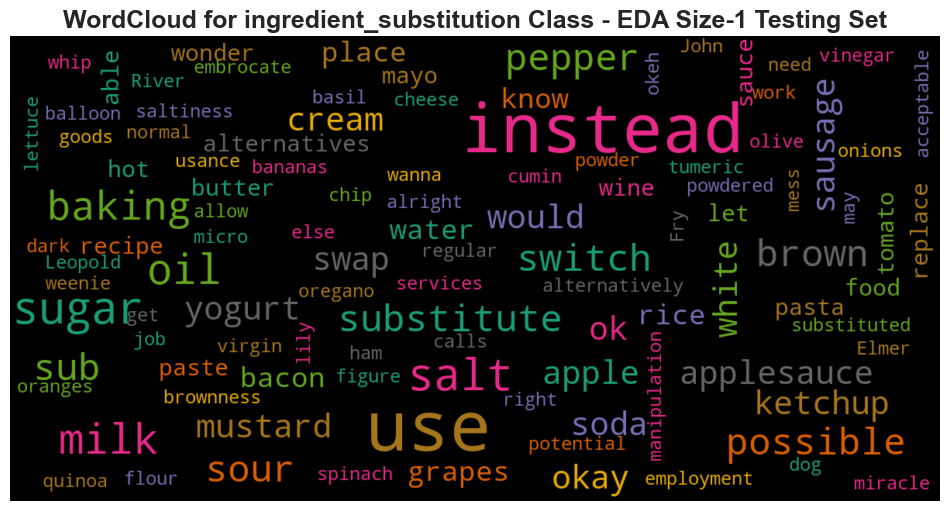 WordCloud for ingredient_substitution Class - EDA Size-1 Testing Set
whip
able
wonder
place
pepper
okeh
John
sauce
need
vinegar
River
embrocate
mayo
know
work
acceptable
lettuce
balloon
saltiness
basil
cheese
cream
instead
sausage
goods
normal
alternatives
olive
onions
hot
usance
bananas
wanna
powder
tumeric
butter
chip
cumin
wine
powdered
mess
may
baking
allow
alright
would
let
tomato
replace
dark
recipe
micro
else
water
regular
Fry
brown
Leopold
oil
swap
switch
white
weenie
oregano
services
alternatively
food
sugar
get
yogurt
substitute
ok
rice
pasta
substituted
job
virgin
lily
ham
calls
Elmer
sub
paste
bacon
figure
salt
apple
manipulation
applesauce
oranges
brownness
right
ketchup
milk
mustard
use
soda
possible
potential
quinoa
flour
sour
spinach
grapes
okay
employment
dog
miracle